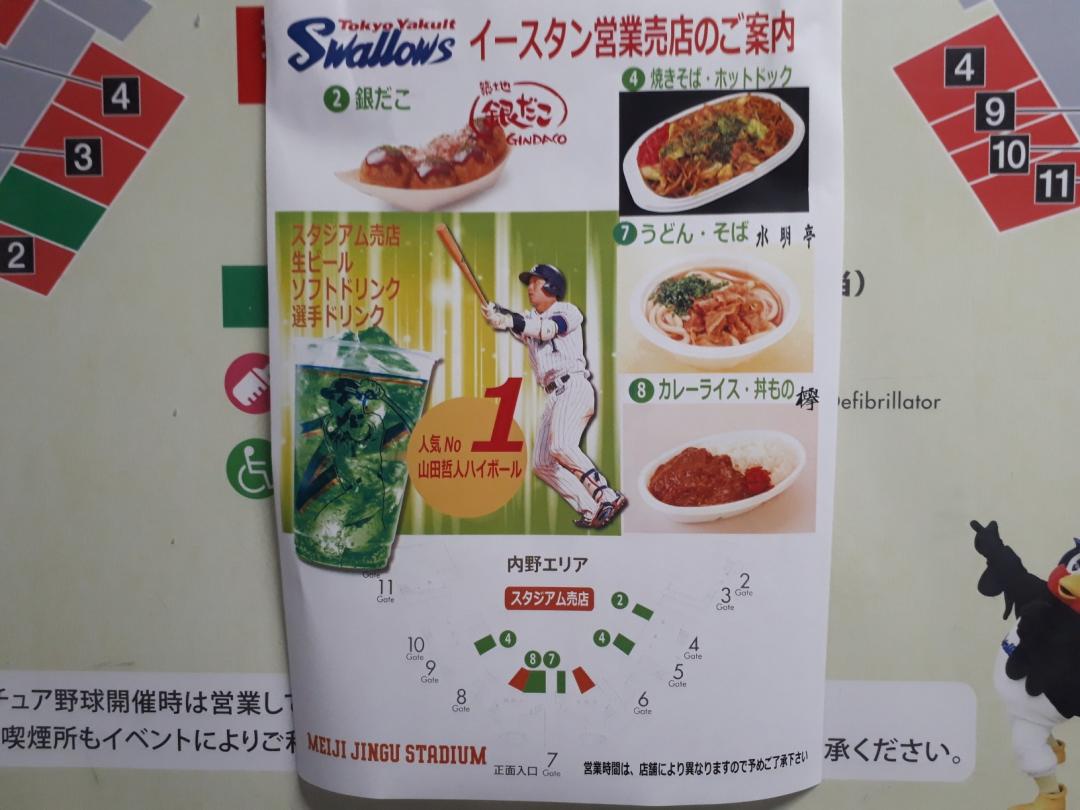 Tokyo Yakult
Swallows
イースタン営業売店のご案内
2 銀だこ
築地
銀だこ
GINDACO
4 焼きそば・ホットドック
スタジアム売店
生ビール
ソフトドリンク
選手ドリンク
7 うどん・そば 水明亭
8 カレーライス・丼もの 欅
人気No 1
山田哲人ハイボール
内野エリア
スタジアム売店
2
4
4
8 7
Gate
11
Gate
10
Gate
9
Gate
8
Gate
2
Gate
3
Gate
4
Gate
5
Gate
6
Gate
MEIJI JINGU STADIUM
正面入口 7
Gate
営業時間は、店舗により異なりますので予めご了承下さい
4
3
2
4
9
10
11
efibrillator
チュア野球開催時は営業して
喫煙所もイベントによりご利
承ください。